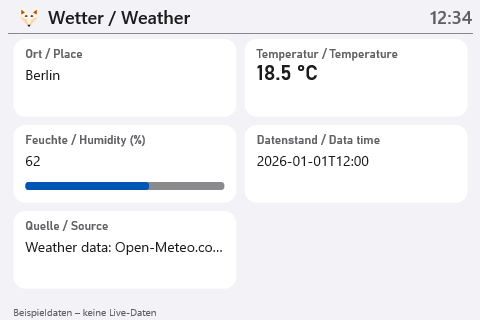 Wetter / Weather
12:34
Ort / Place
Berlin
Temperatur / Temperature
18.5 °C
Feuchte / Humidity (%)
62
Datenstand / Data time
2026-01-01T12:00
Quelle / Source
Weather data: Open-Meteo.co...
Beispieldaten – keine Live-Daten